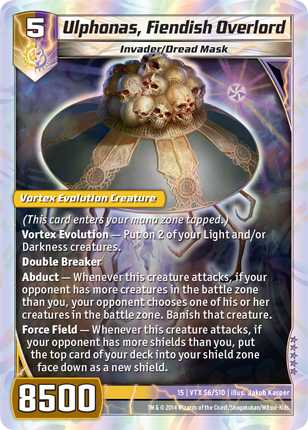 5
Ulphonas, Fiendish Overlord
Invader/Dread Mask
Vortex Evolution Creature
(This card enters your mana zone tapped.)
Vortex Evolution — Put on 2 of your Light and/or
Darkness creatures.
Double Breaker
Abduct — Whenever this creature attacks, if your
opponent has more creatures in the battle zone
than you, your opponent chooses one of his or her
creatures in the battle zone. Banish that creature.
Force Field — Whenever this creature attacks, if
your opponent has more shields than you, put
the top card of your deck into your shield zone
face down as a new shield.
8500
15 | VTX S6/S10 | illus: Jakub Kasper
TM & © 2014 Wizards of the Coast/Shogakukan/Mitsui-Kids.